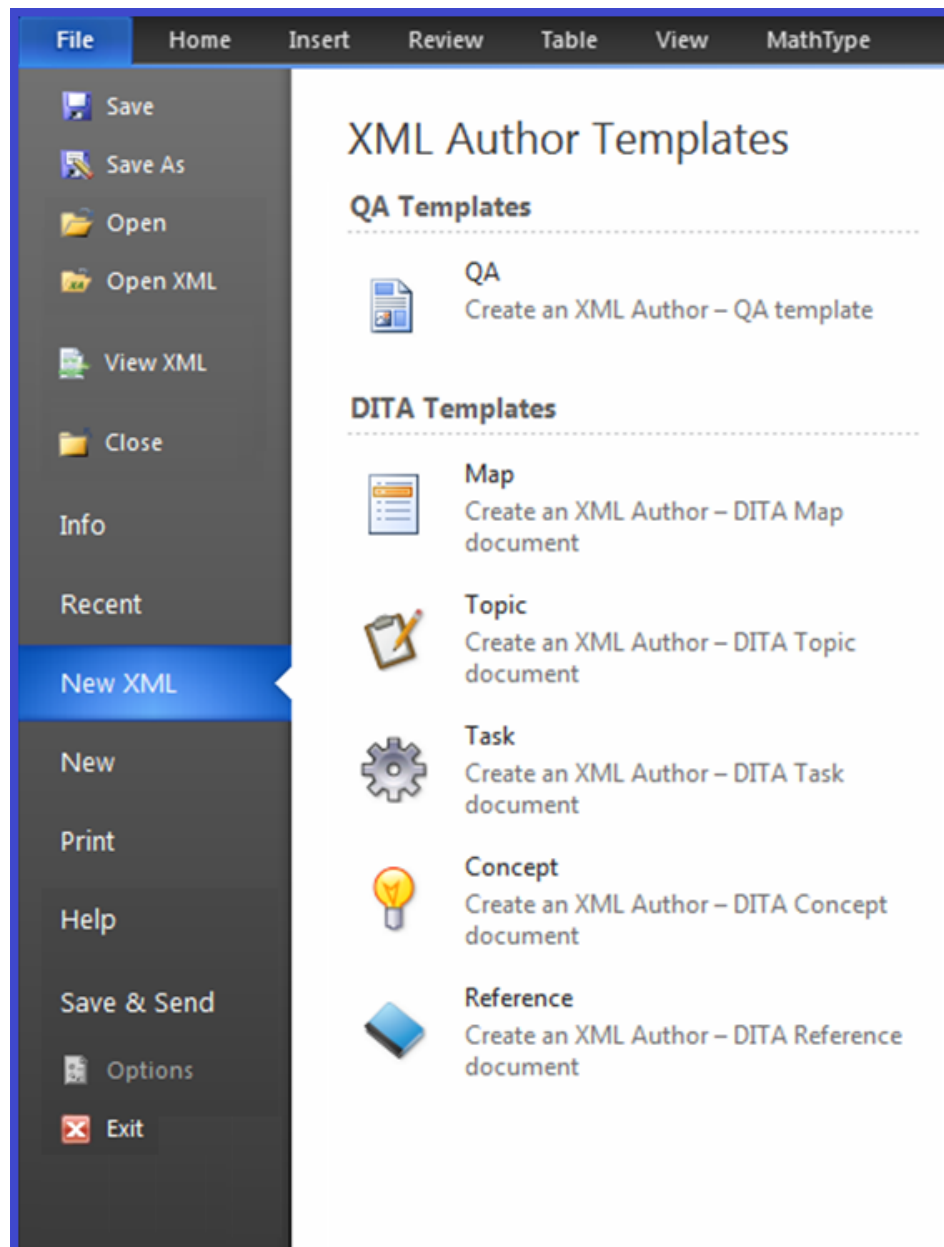 File Home Insert Review Table View MathType
Save
Save As
Open
Open XML
View XML
Close
Info
Recent
New XML
New
Print
Help
Save & Send
Options
Exit
XML Author Templates
QA Templates
QA
Create an XML Author – QA template
DITA Templates
Map
Create an XML Author – DITA Map
document
Topic
Create an XML Author – DITA Topic
document
Task
Create an XML Author – DITA Task
document
Concept
Create an XML Author – DITA Concept
document
Reference
Create an XML Author – DITA Reference
document